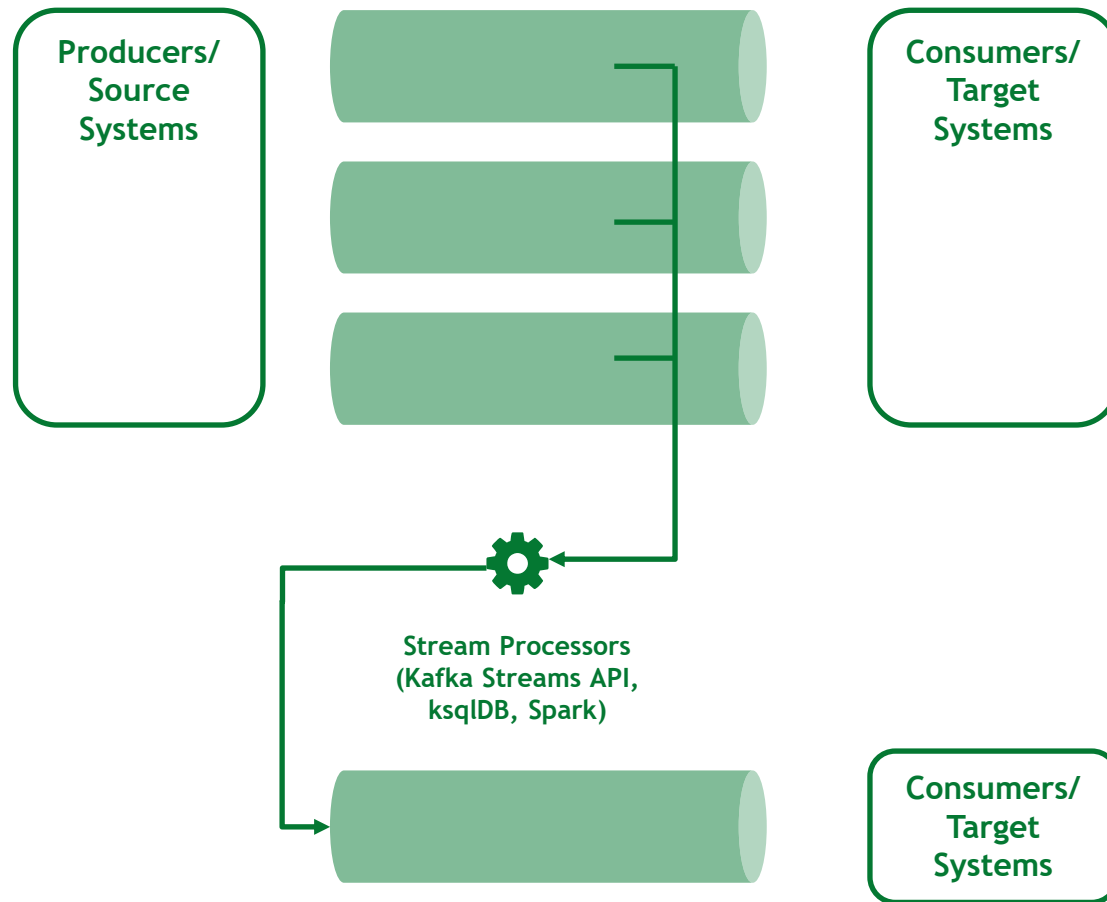 Producers/
Source
Systems
Consumers/
Target
Systems
Stream Processors
(Kafka Streams API,
ksqlDB, Spark)
Consumers/
Target
Systems